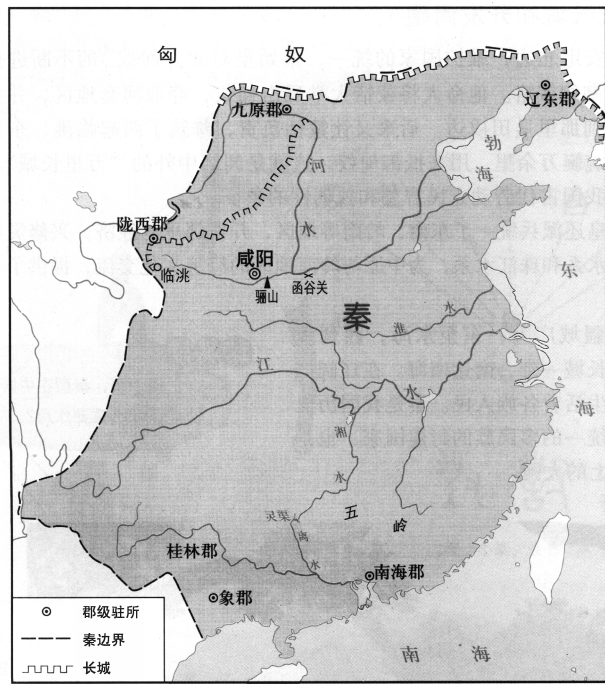 匈 奴
辽东郡
九原郡
渤海
河水
陇西郡
临洮
咸阳
骊山
函谷关
东海
秦
淮水
江水
湘水
灵渠
离水
五岭
桂林郡
南海郡
象郡
南海
郡级驻所
秦边界
长城